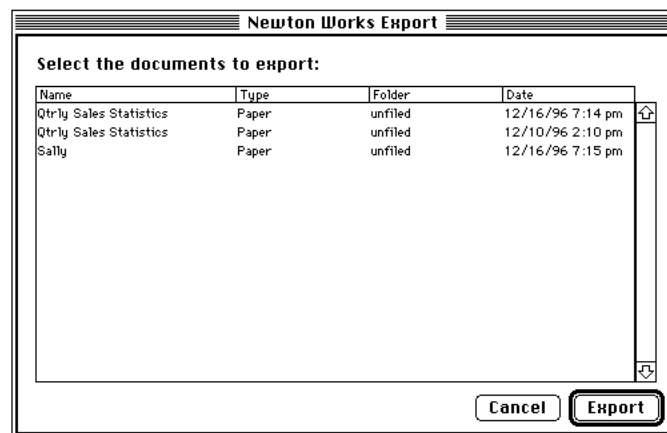 Newton Works Export
Select the documents to export:
Name Type Folder Date
Qtrly Sales Statistics Paper unfiled 12/16/96 7:14 pm
Qtrly Sales Statistics Paper unfiled 12/10/96 2:10 pm
Sally Paper unfiled 12/16/96 7:15 pm
Cancel Export